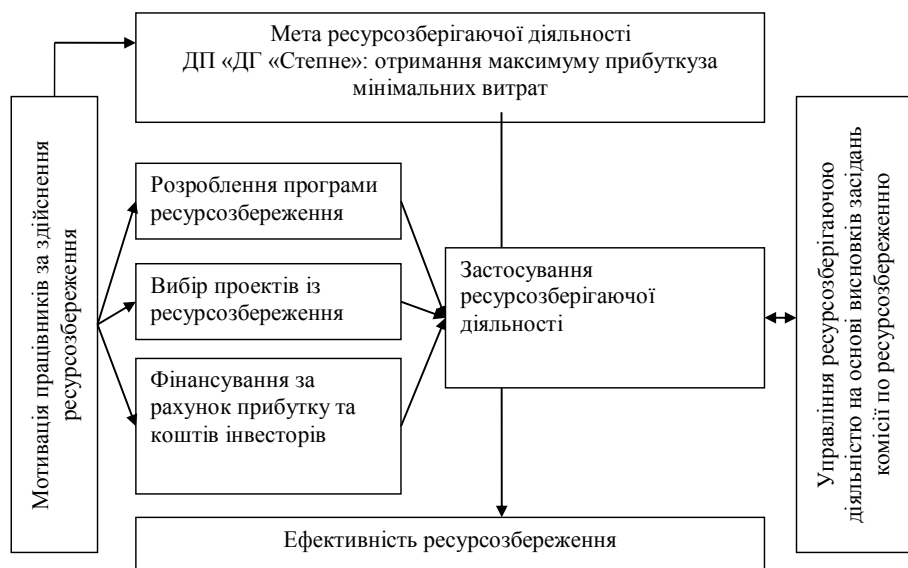 Мета ресурсозберігаючої діяльності
ДП «ДГ «Степне»: отримання максимуму прибуткуза
мінімальних витрат
Мотивація працівників за здійснення
ресурсозбереження
Розроблення програми
ресурсозбереження
Вибір проектів із
ресурсозбереження
Фінансування за
рахунок прибутку та
коштів інвесторів
Застосування
ресурсозберігаючої
діяльності
Управління ресурсозберігаючою
діяльністю на основі висновків засідань
комісії по ресурсозбереженню
Ефективність ресурсозбереження